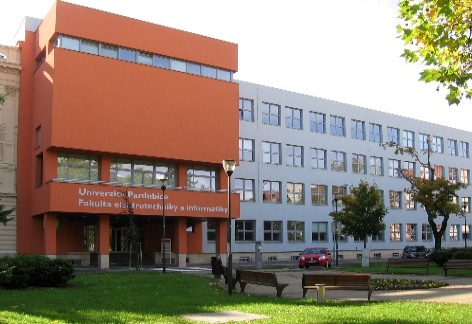 Univerzita Pardubice
Fakulta elektrotechniky a informatiky